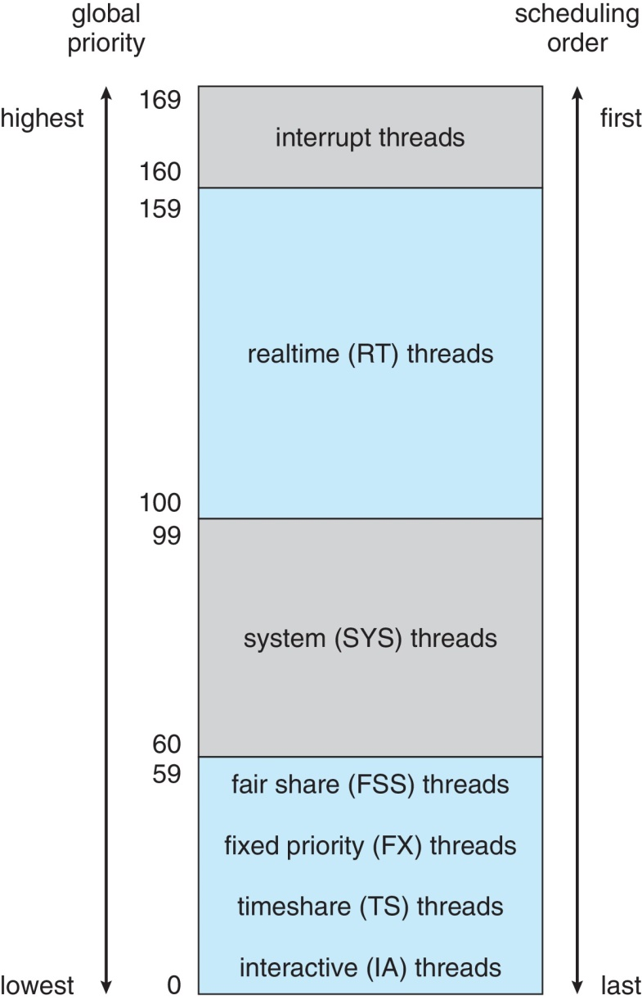 global
priority
scheduling
order
highest
first
169
interrupt threads
160
159
realtime (RT) threads
100
99
system (SYS) threads
60
59
fair share (FSS) threads
fixed priority (FX) threads
timeshare (TS) threads
interactive (IA) threads
lowest
0
last